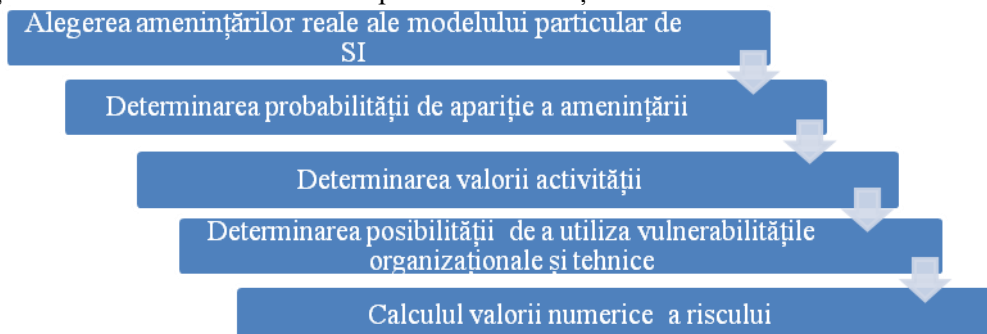 Alegerea amenințărilor reale ale modelului particular de
SI
Determinarea probabilității de apariție a amenințării
Determinarea valorii activității
Determinarea posibilității de a utiliza vulnerabilitățile
organizaționale și tehnice
Calculul valorii numerice a riscului